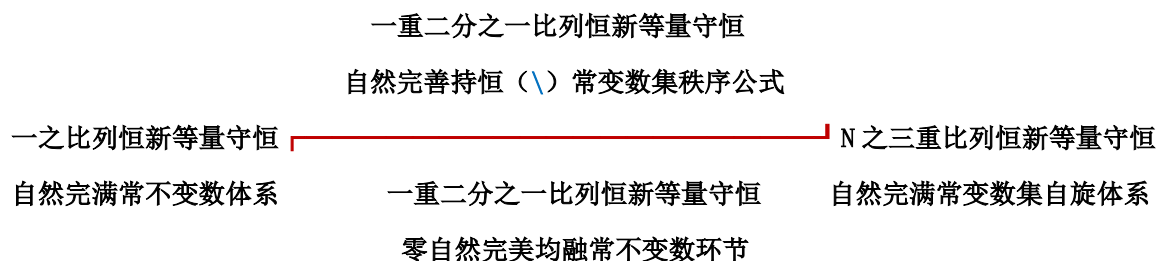 一重二分之一比列恒新等量守恒
自然完善持恒（\）常变数集秩序公式
一之比列恒新等量守恒
N之三重比列恒新等量守恒
自然完满常不变数体系
一重二分之一比列恒新等量守恒
自然完满常变数集自旋体系
零自然完美均融常不变数环节